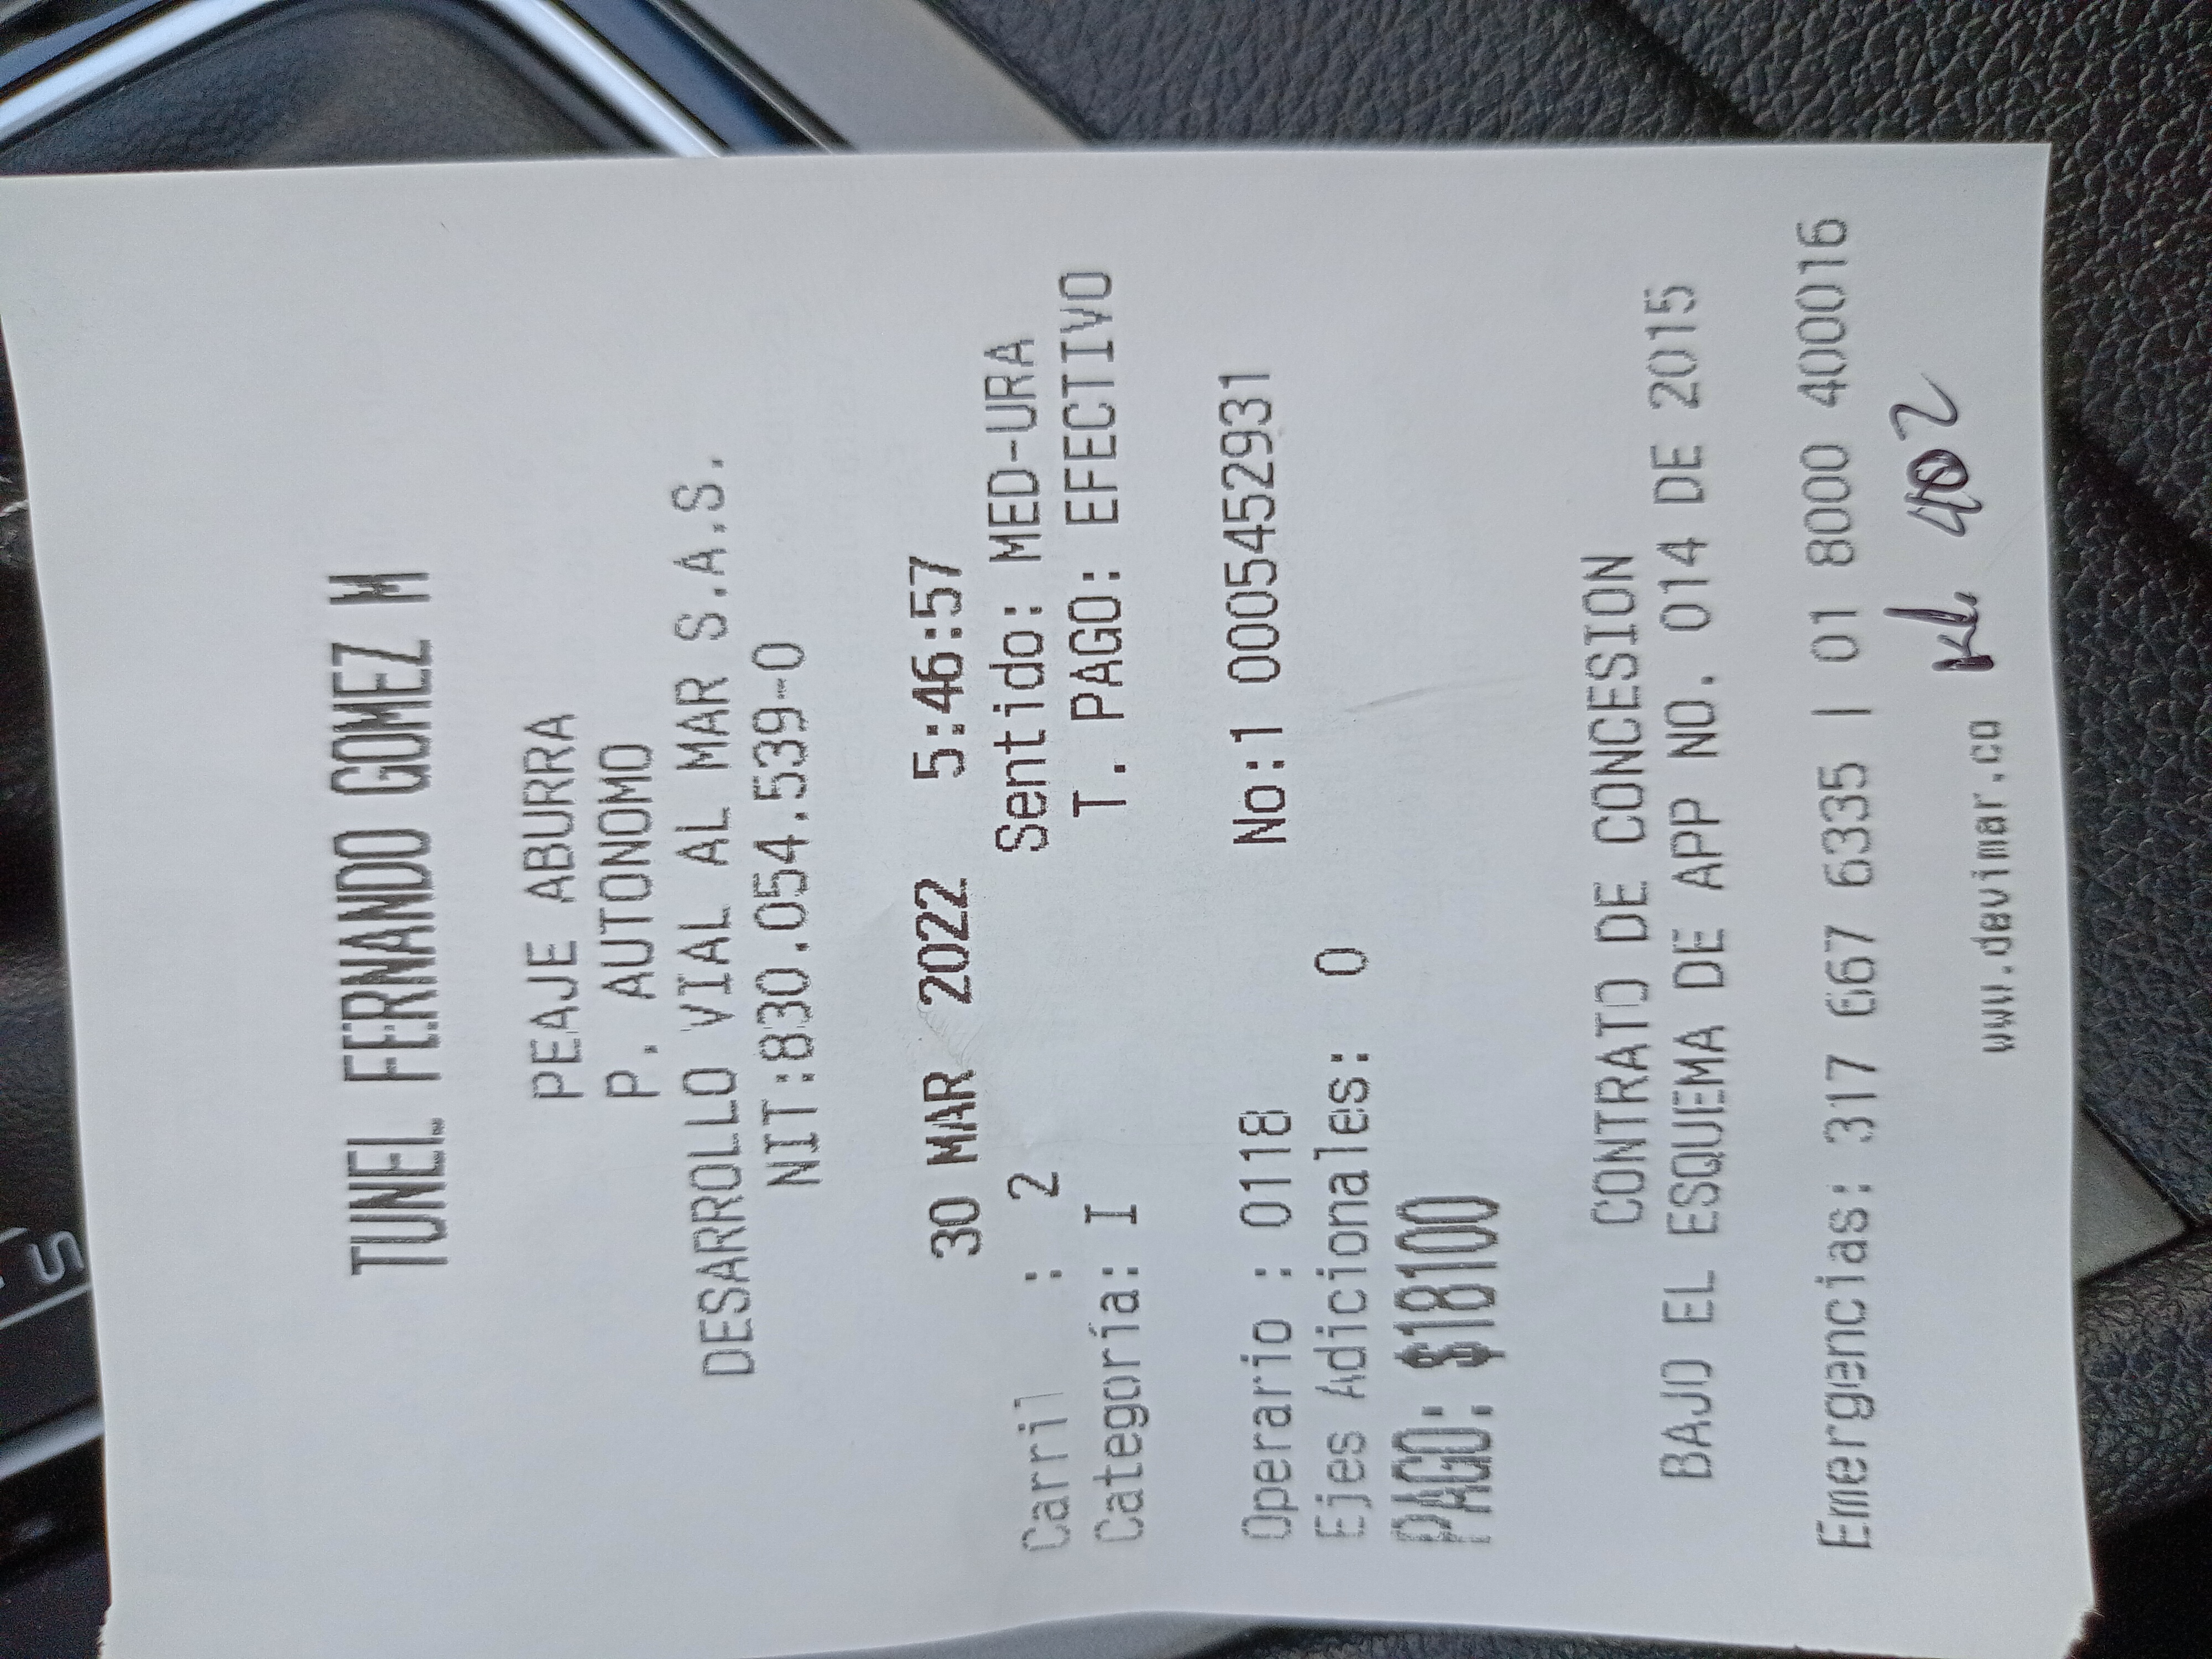 TUNEL FERNANDO GOMEZ M
PEAJE ABURRA
P. AUTONOMO
DESARROLLO VIAL AL MAR S.A.S.
NIT:830.054.539-0
30 MAR 2022 5:46:57
Carril : 2 Sentido: MED-URA
Categoría: I T. PAGO: EFECTIVO
Operario : 0118 No:1 0005452931
Ejes Adicionales: 0
PAGO: $18100
CONTRATO DE CONCESION
BAJO EL ESQUEMA DE APP NO. 014 DE 2015
Emergencias: 317 667 6335 | 01 8000 400016
www.devimar.co
402